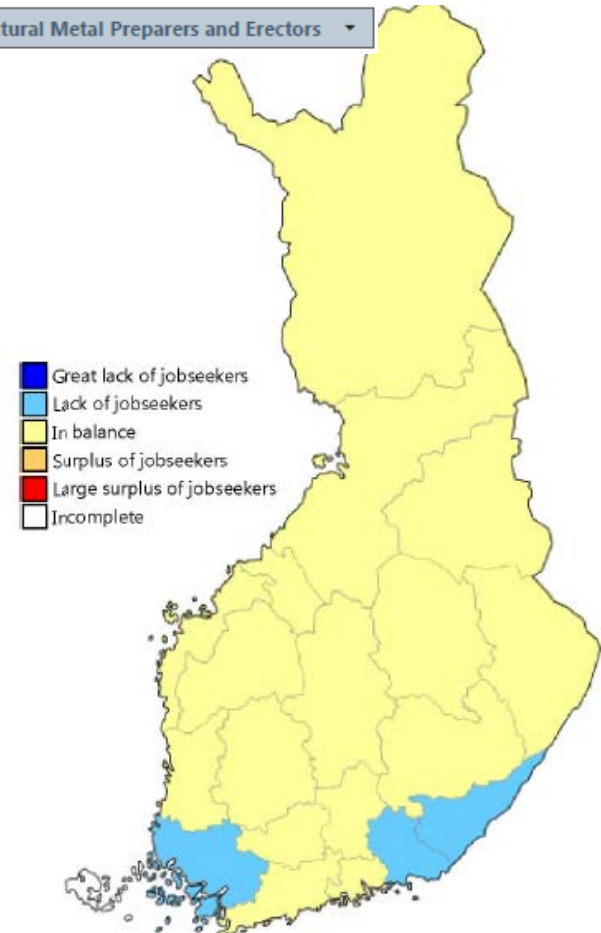 tural Metal Preparers and Erectors
Great lack of jobseekers
Lack of jobseekers
In balance
Surplus of jobseekers
Large surplus of jobseekers
Incomplete